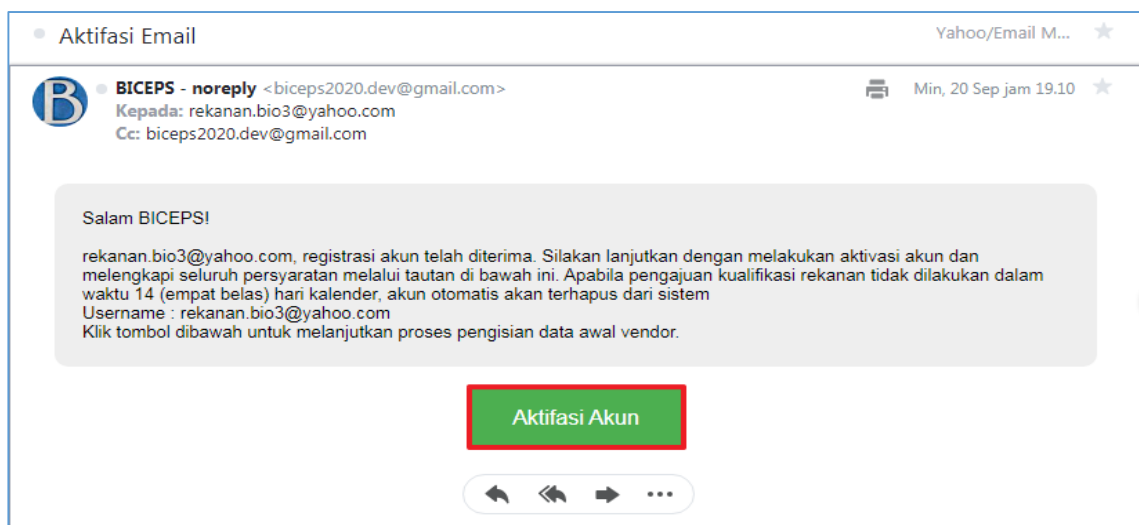 Aktifasi Email
Yahoo/Email M...
B
BICEPS - noreply <biceps2020.dev@gmail.com>
Min, 20 Sep jam 19.10
Kepada: rekanan.bio3@yahoo.com
Cc: biceps2020.dev@gmail.com
Salam BICEPS!
rekanan.bio3@yahoo.com, registrasi akun telah diterima. Silakan lanjutkan dengan melakukan aktivasi akun dan
melengkapi seluruh persyaratan melalui tautan di bawah ini. Apabila pengajuan kualifikasi rekanan tidak dilakukan dalam
waktu 14 (empat belas) hari kalender, akun otomatis akan terhapus dari sistem
Username : rekanan.bio3@yahoo.com
Klik tombol dibawah untuk melanjutkan proses pengisian data awal vendor.
Aktifasi Akun